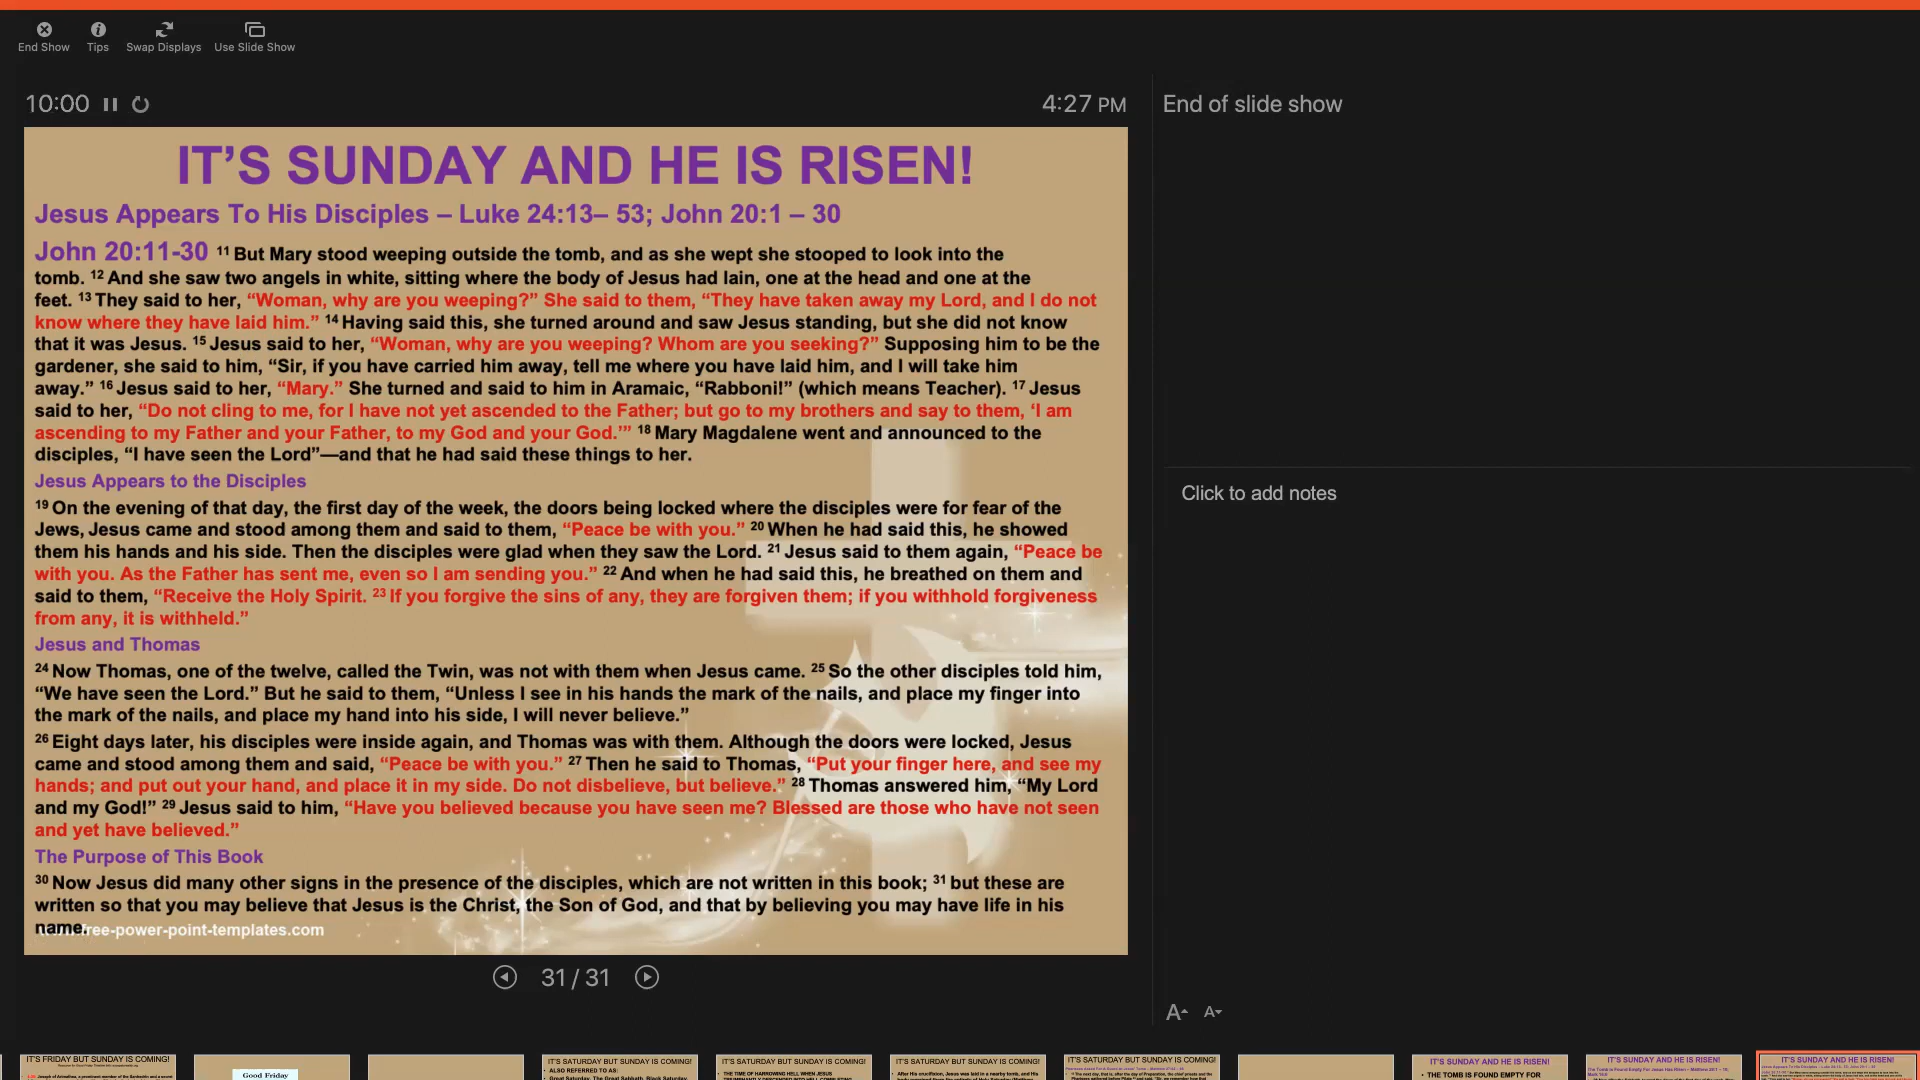 End Show
Tips
Swap Displays
Use Slide Show
10:00
4:27 PM
End of slide show
IT’S SUNDAY AND HE IS RISEN!
Jesus Appears To His Disciples – Luke 24:13– 53; John 20:1 – 30
John 20:11-30 11 But Mary stood weeping outside the tomb, and as she wept she stooped to look into the
tomb. 12 And she saw two angels in white, sitting where the body of Jesus had lain, one at the head and one at the
feet. 13 They said to her, “Woman, why are you weeping?” She said to them, “They have taken away my Lord, and I do not
know where they have laid him.” 14 Having said this, she turned around and saw Jesus standing, but she did not know
that it was Jesus. 15 Jesus said to her, “Woman, why are you weeping? Whom are you seeking?” Supposing him to be the
gardener, she said to him, “Sir, if you have carried him away, tell me where you have laid him, and I will take him
away.” 16 Jesus said to her, “Mary.” She turned and said to him in Aramaic, “Rabboni!” (which means Teacher). 17 Jesus
said to her, “Do not cling to me, for I have not yet ascended to the Father; but go to my brothers and say to them, ‘I am
ascending to my Father and your Father, to my God and your God.’” 18 Mary Magdalene went and announced to the
disciples, “I have seen the Lord”—and that he had said these things to her.
Jesus Appears to the Disciples
19 On the evening of that day, the first day of the week, the doors being locked where the disciples were for fear of the
Jews, Jesus came and stood among them and said to them, “Peace be with you.” 20 When he had said this, he showed
them his hands and his side. Then the disciples were glad when they saw the Lord. 21 Jesus said to them again, “Peace be
with you. As the Father has sent me, even so I am sending you.” 22 And when he had said this, he breathed on them and
said to them, “Receive the Holy Spirit. 23 If you forgive the sins of any, they are forgiven them; if you withhold forgiveness
from any, it is withheld.”
Jesus and Thomas
24 Now Thomas, one of the twelve, called the Twin, was not with them when Jesus came. 25 So the other disciples told him,
“We have seen the Lord.” But he said to them, “Unless I see in his hands the mark of the nails, and place my finger into
the mark of the nails, and place my hand into his side, I will never believe.”
26 Eight days later, his disciples were inside again, and Thomas was with them. Although the doors were locked, Jesus
came and stood among them and said, “Peace be with you.” 27 Then he said to Thomas, “Put your finger here, and see my
hands; and put out your hand, and place it in my side. Do not disbelieve, but believe.” 28 Thomas answered him, “My Lord
and my God!” 29 Jesus said to him, “Have you believed because you have seen me? Blessed are those who have not seen
and yet have believed.”
The Purpose of This Book
30 Now Jesus did many other signs in the presence of the disciples, which are not written in this book; 31 but these are
written so that you may believe that Jesus is the Christ, the Son of God, and that by believing you may have life in his
name.
free-power-point-templates.com
31 / 31
Click to add notes
A A
IT'S FRIDAY BUT SUNDAY IS COMING!
Good Friday
IT'S SATURDAY BUT SUNDAY IS COMING!
ALSO REFERRED TO AS:
IT'S SATURDAY BUT SUNDAY IS COMING!
THE TIME OF HARROWING HELL WHEN JESUS
IT'S SATURDAY BUT SUNDAY IS COMING!
After His crucifixion, Jesus was laid in a nearby tomb, and His
IT'S SATURDAY BUT SUNDAY IS COMING!
IT'S SUNDAY AND HE IS RISEN!
THE TOMB IS FOUND EMPTY FOR
IT'S SUNDAY AND HE IS RISEN!
IT'S SUNDAY AND HE IS RISEN!